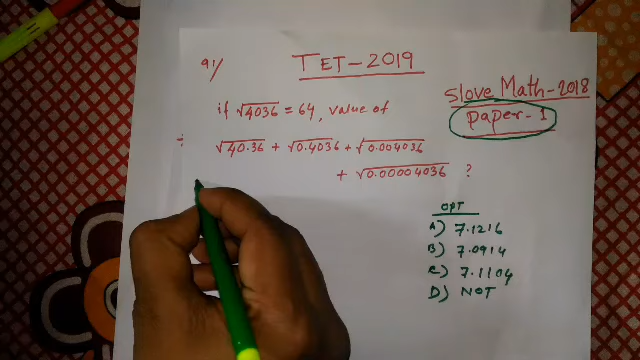 Q1/ TET-2019
Slove Math-2018
Paper-1
if √4036 = 64, value of
√40.36 + √0.4036 + √0.004036
+ √0.00004036 ?
OPT
A) 7.1216
B) 7.0914
C) 7.1104
D) NOT